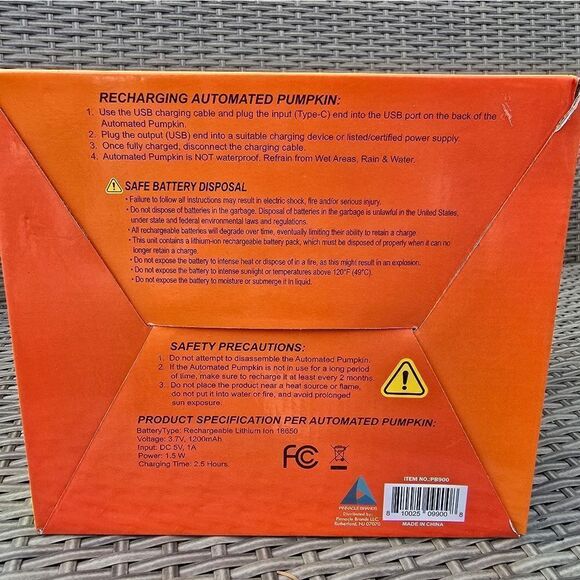 RECHARGING AUTOMATED PUMPKIN:
1. Use the USB charging cable and plug the input (Type-C) end into the USB port on the back of the
Automated Pumpkin.
2. Plug the output (USB) end into a suitable charging device or listed/certified power supply.
3. Once fully charged, disconnect the charging cable.
4. Automated Pumpkin is NOT waterproof. Refrain from Wet Areas, Rain & Water.
SAFE BATTERY DISPOSAL
• Failure to follow all instructions may result in electric shock, fire and/or serious injury.
• Do not dispose of batteries in the garbage. Disposal of batteries in the garbage is unlawful in the United States,
under state and federal environmental laws and regulations.
• All rechargeable batteries will degrade over time, eventually limiting their ability to retain a charge.
• This unit contains a lithium-ion rechargeable battery pack, which must be disposed of properly when it can no
longer retain a charge.
• Do not expose the battery to intense heat or dispose of in a fire, as this might result in an explosion.
• Do not expose the battery to intense sunlight or temperatures above 120°F (49°C).
• Do not expose the battery to moisture or submerge it in liquid.
SAFETY PRECAUTIONS:
1. Do not attempt to disassemble the Automated Pumpkin.
2. If the Automated Pumpkin is not in use for a long period
of time, make sure to recharge it at least every 2 months.
3. Do not place the product near a heat source or flame,
do not put it into water or fire, and avoid prolonged
sun exposure.
PRODUCT SPECIFICATION PER AUTOMATED PUMPKIN:
BatteryType: Rechargeable Lithium Ion 18650
Voltage: 3.7V, 1200mAh
Input: DC 5V, 1A
Power: 1.5 W
Charging Time: 2.5 Hours.
FC
PINNACLE BRANDS
Distributed by:
Pinnacle Brands LLC.
Rutherford, NJ 07070
ITEM NO.:PB900
8 10025 09900 8
MADE IN CHINA